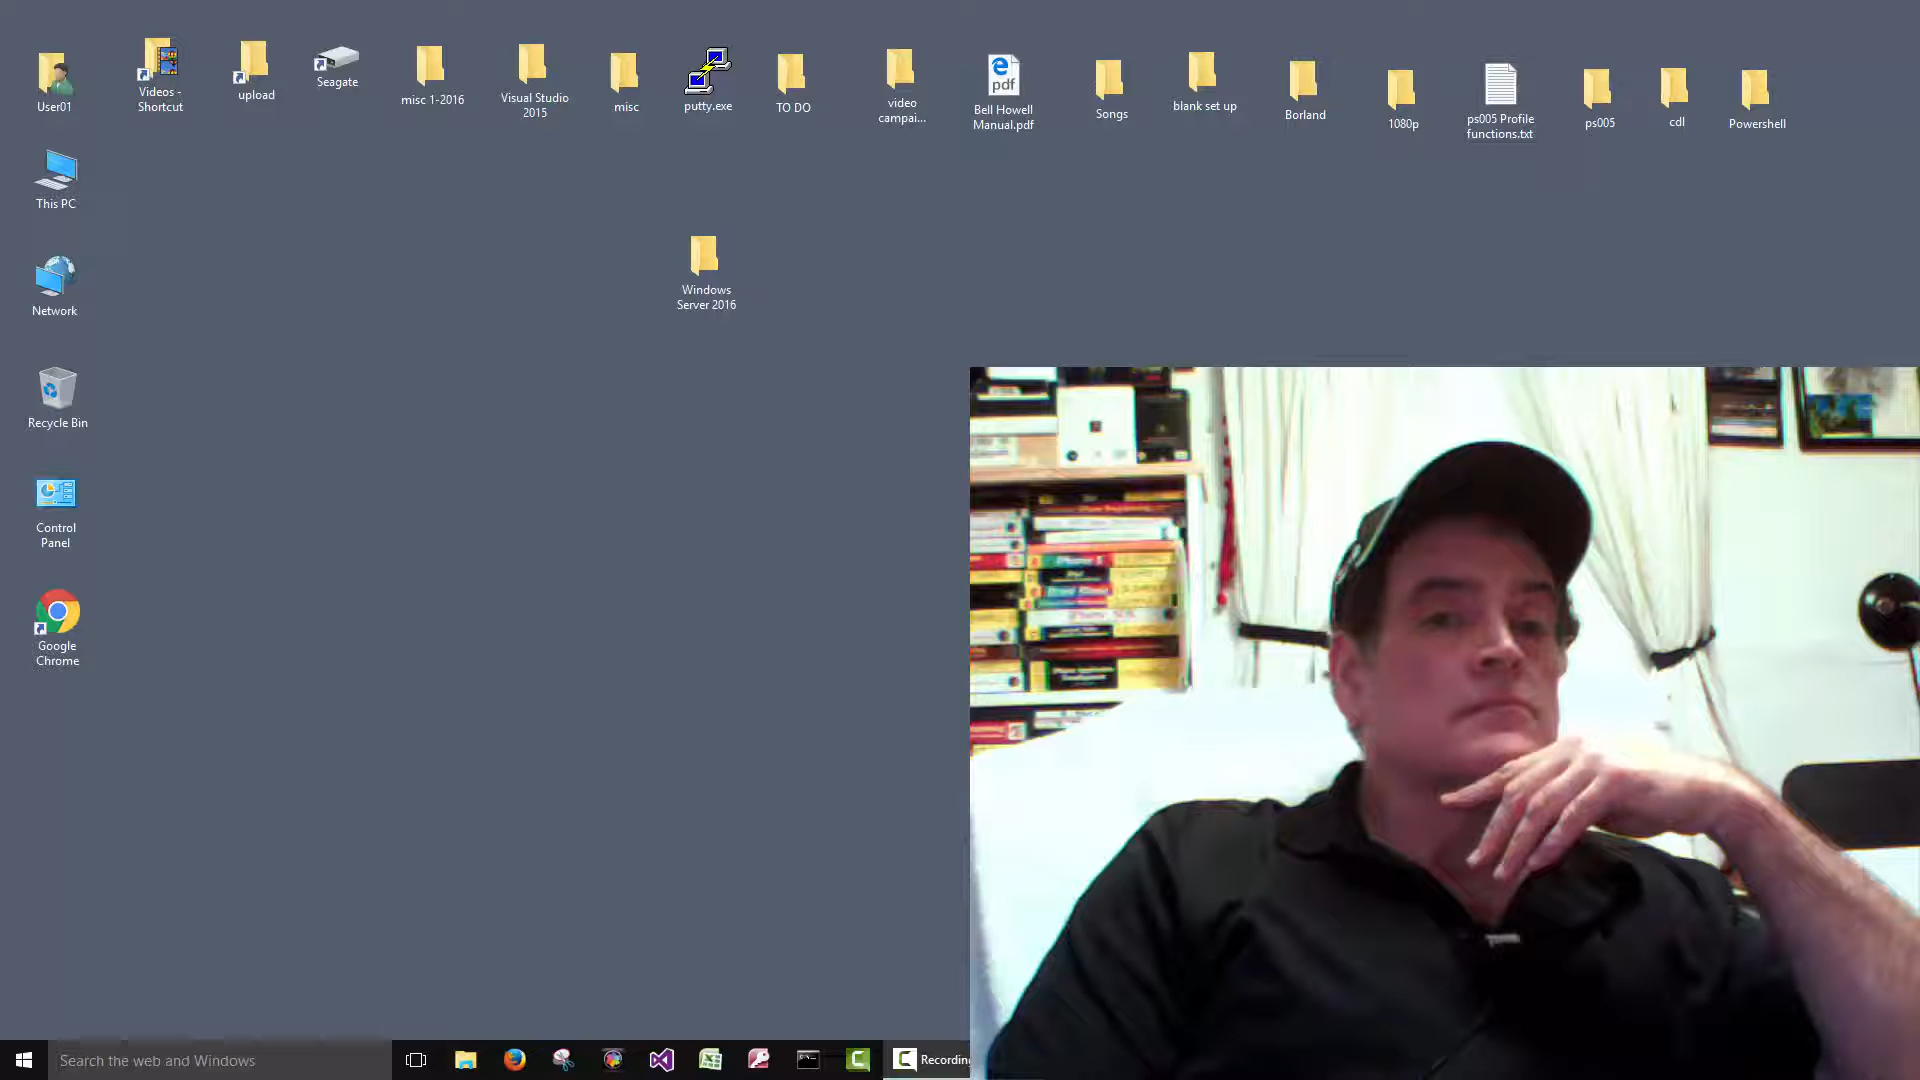 User01
Videos -
Shortcut
upload
Seagate
misc 1-2016
Visual Studio
2015
misc
putty.exe
TO DO
video
campai...
pdf
Bell Howell
Manual.pdf
Songs
blank set up
Borland
1080p
ps005 Profile
functions.txt
ps005
cdl
Powershell
This PC
Network
Windows
Server 2016
Recycle Bin
Control
Panel
Google
Chrome
Search the web and Windows
Recording